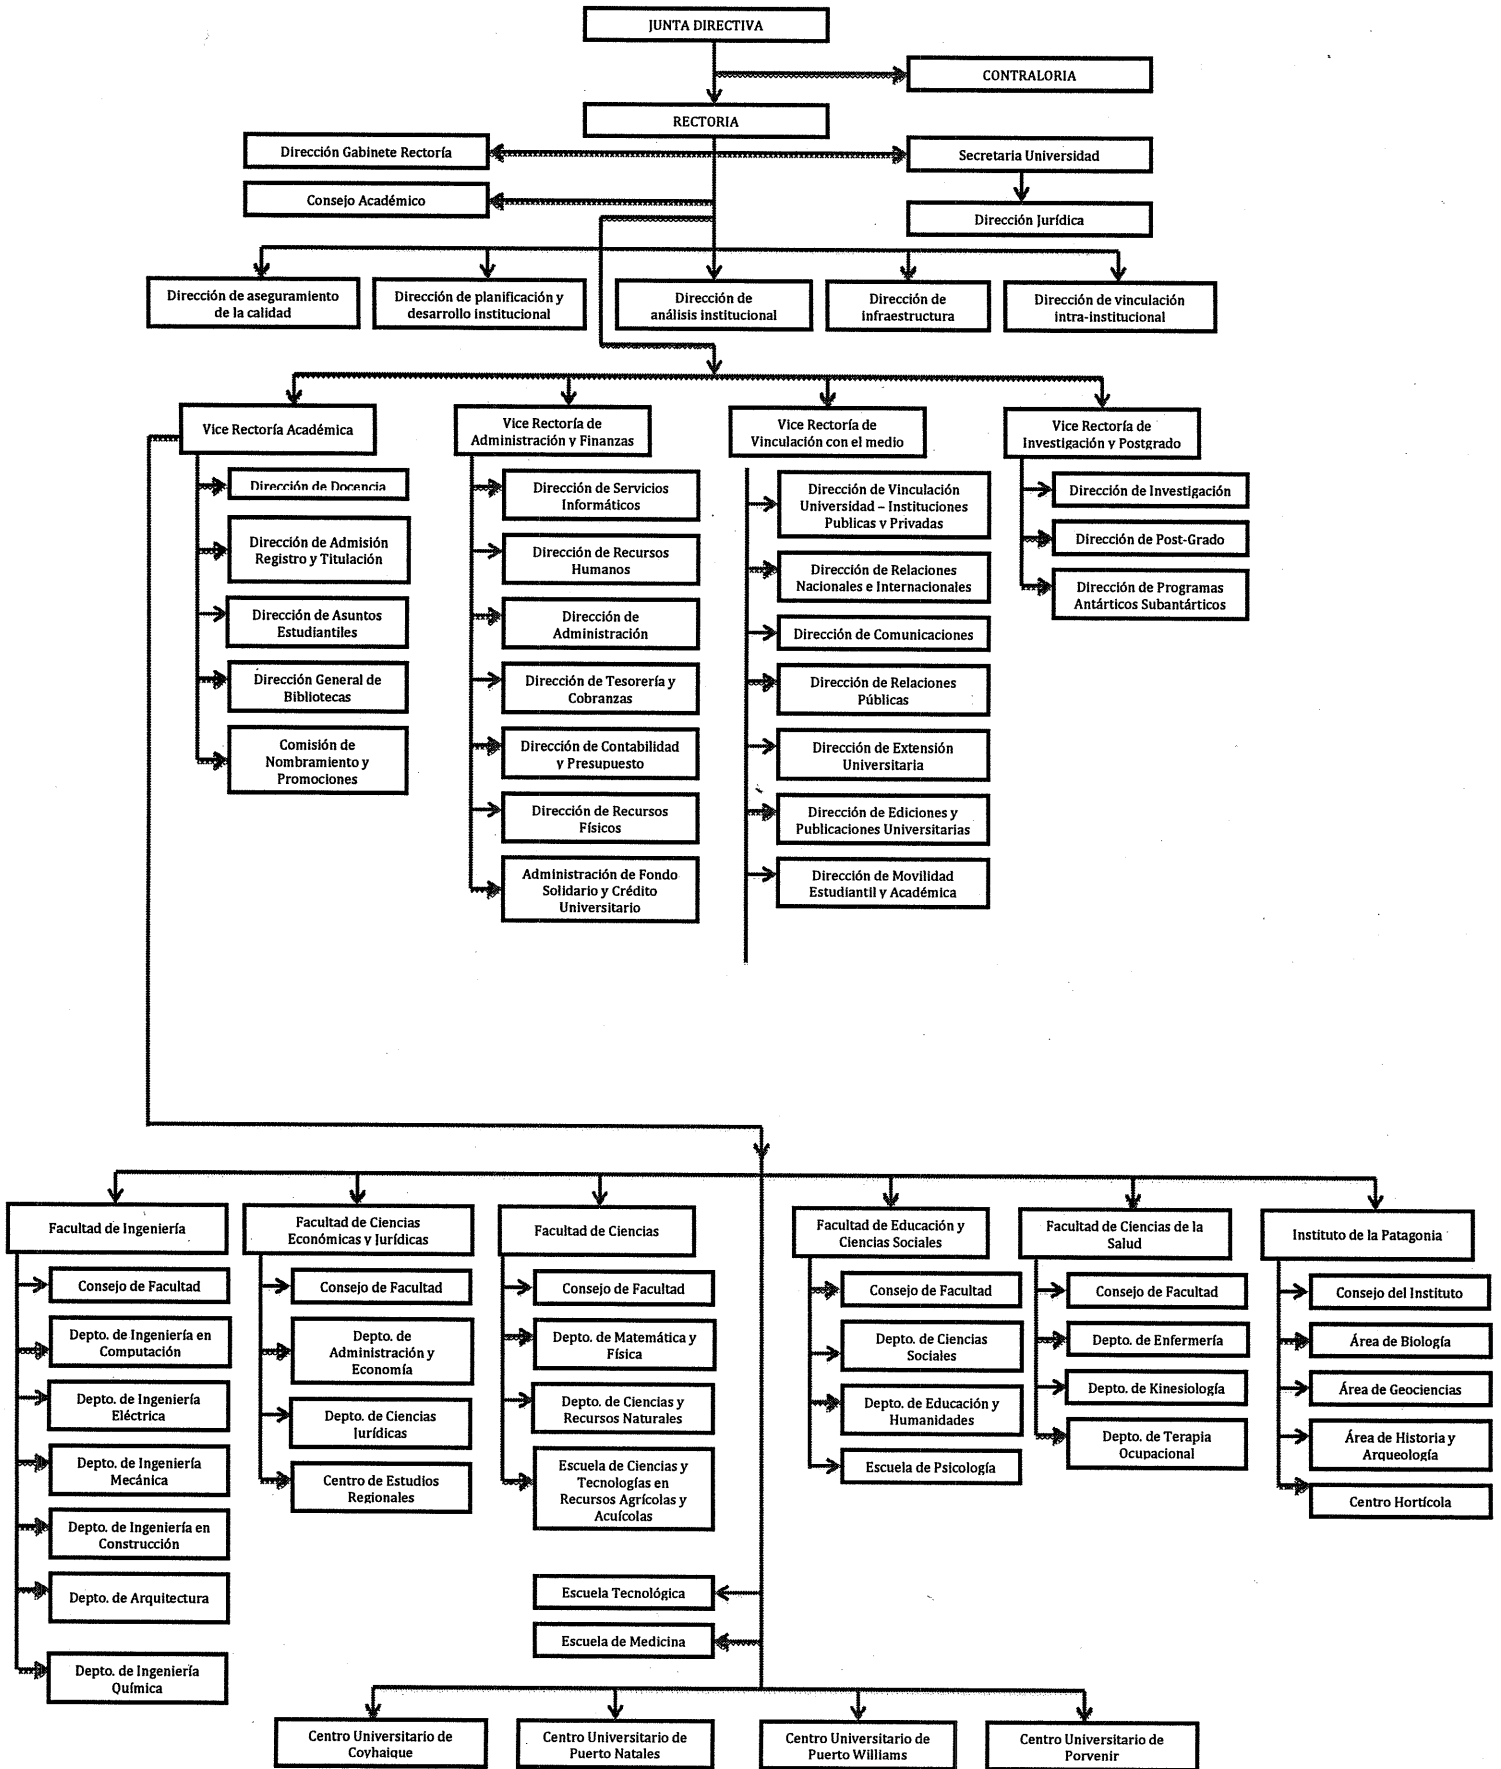 JUNTA DIRECTIVA
CONTRALORIA
RECTORIA
Dirección Gabinete Rectoría
Secretaria Universidad
Consejo Académico
Dirección Jurídica
Dirección de aseguramiento
de la calidad
Dirección de planificación y
desarrollo institucional
Dirección de
análisis institucional
Dirección de
infraestructura
Dirección de vinculación
intra-institucional
Vice Rectoría Académica
Vice Rectoría de
Administración y Finanzas
Vice Rectoría de
Vinculación con el medio
Vice Rectoría de
Investigación y Postgrado
Dirección de Docencia
Dirección de Admisión
Registro y Titulación
Dirección de Asuntos
Estudiantiles
Dirección General de
Bibliotecas
Comisión de
Nombramiento y
Promociones
Dirección de Servicios
Informáticos
Dirección de Recursos
Humanos
Dirección de
Administración
Dirección de Tesorería y
Cobranzas
Dirección de Contabilidad
y Presupuesto
Dirección de Recursos
Físicos
Administración de Fondo
Solidario y Crédito
Universitario
Dirección de Vinculación
Universidad – Instituciones
Publicas y Privadas
Dirección de Relaciones
Nacionales e Internacionales
Dirección de Comunicaciones
Dirección de Relaciones
Públicas
Dirección de Extensión
Universitaria
Dirección de Ediciones y
Publicaciones Universitarias
Dirección de Movilidad
Estudiantil y Académica
Dirección de Investigación
Dirección de Post-Grado
Dirección de Programas
Antárticos Subantárticos
Facultad de Ingeniería
Consejo de Facultad
Depto. de Ingeniería en
Computación
Depto. de Ingeniería
Eléctrica
Depto. de Ingeniería
Mecánica
Depto. de Ingeniería en
Construcción
Depto. de Arquitectura
Depto. de Ingeniería
Química
Facultad de Ciencias
Económicas y Jurídicas
Consejo de Facultad
Depto. de
Administración y
Economía
Depto. de Ciencias
Jurídicas
Centro de Estudios
Regionales
Facultad de Ciencias
Consejo de Facultad
Depto. de Matemática y
Física
Depto. de Ciencias y
Recursos Naturales
Escuela de Ciencias y
Tecnologías en
Recursos Agrícolas y
Acuícolas
Facultad de Educación y
Ciencias Sociales
Consejo de Facultad
Depto. de Ciencias
Sociales
Depto. de Educación y
Humanidades
Escuela de Psicología
Facultad de Ciencias de la
Salud
Consejo de Facultad
Depto. de Enfermería
Depto. de Kinesiología
Depto. de Terapia
Ocupacional
Instituto de la Patagonia
Consejo del Instituto
Área de Biología
Área de Geociencias
Área de Historia y
Arqueología
Centro Hortícola
Escuela Tecnológica
Escuela de Medicina
Centro Universitario de
Coyhaique
Centro Universitario de
Puerto Natales
Centro Universitario de
Puerto Williams
Centro Universitario de
Porvenir